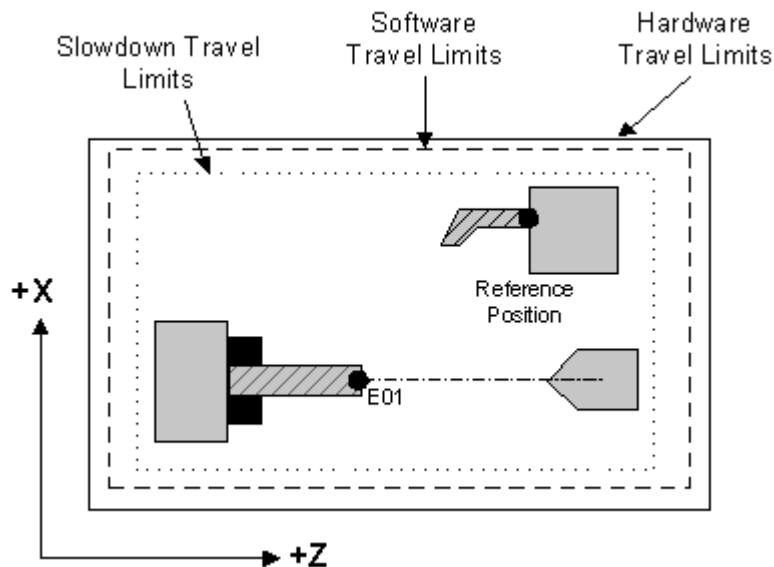 Slowdown Travel
Limits
Software
Travel Limits
Hardware
Travel Limits
Reference
Position
+X
E01
+Z